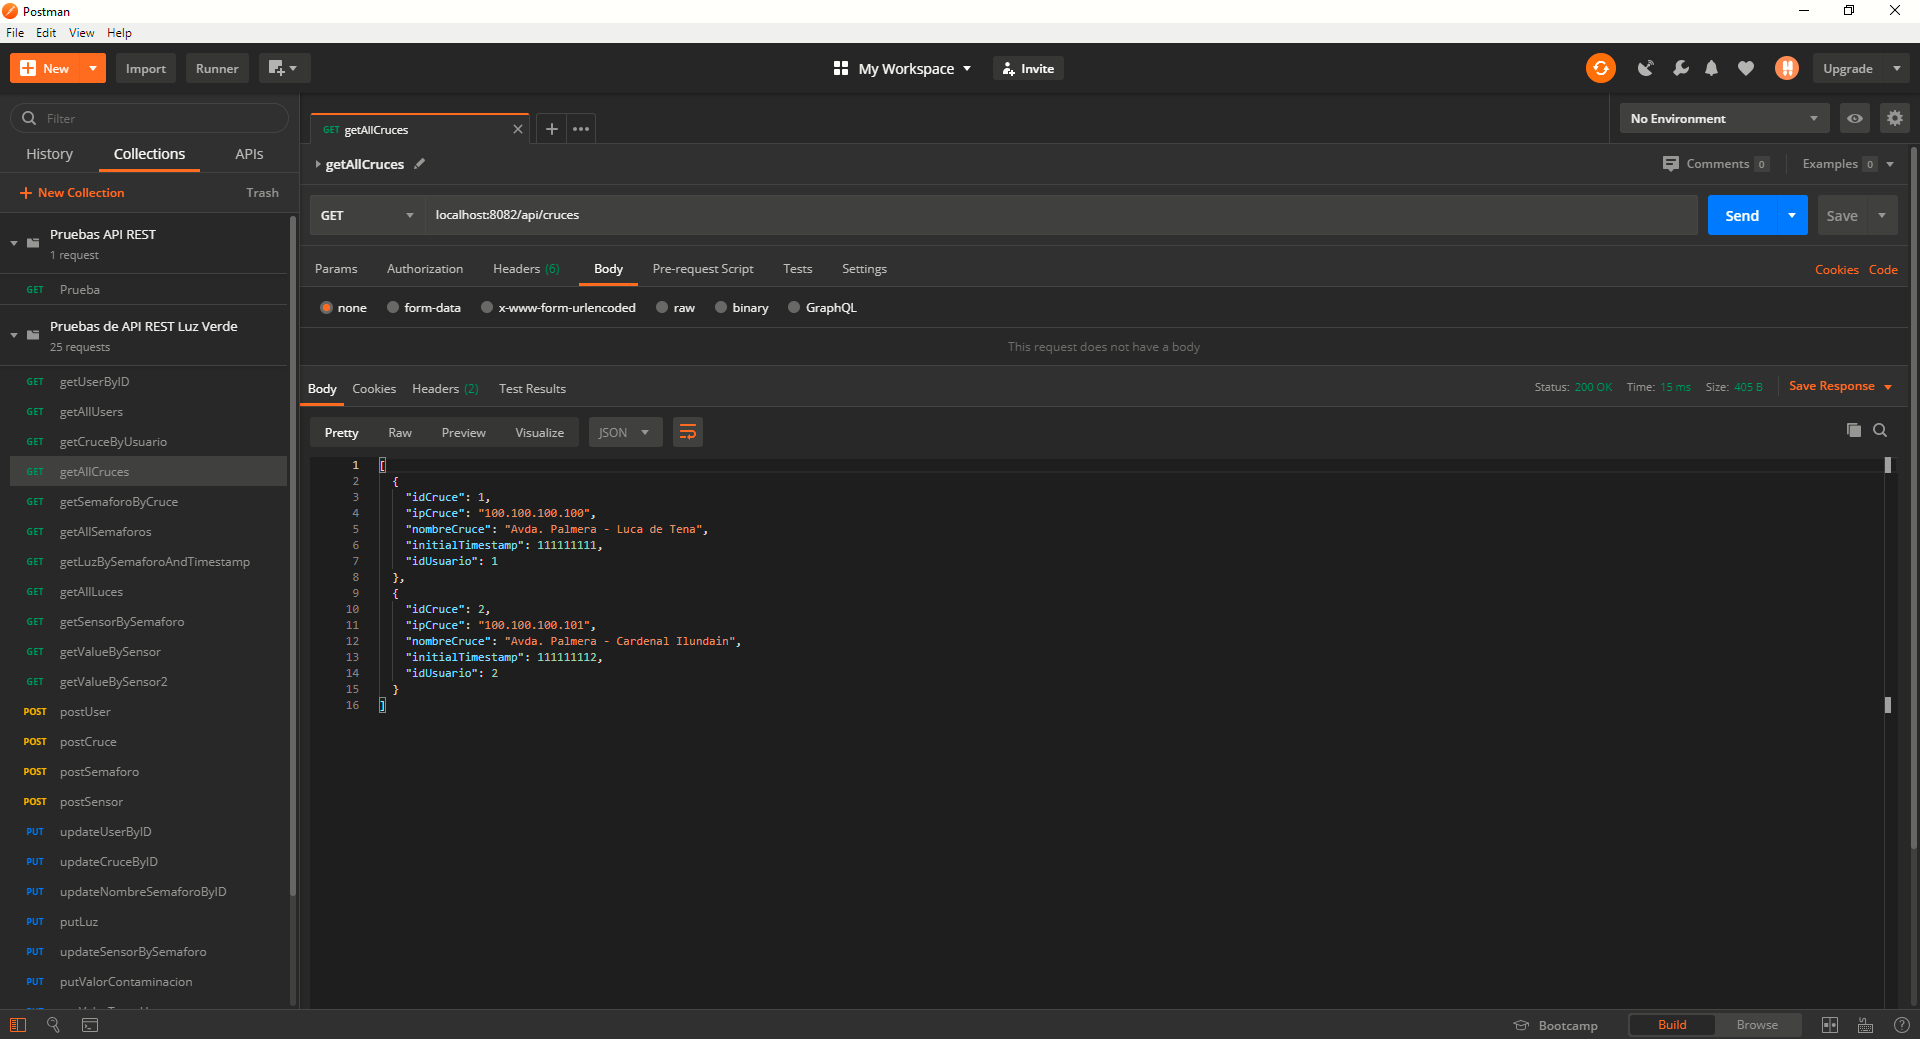 Postman
File Edit View Help
New Import Runner My Workspace Invite Upgrade
Filter
History Collections APIs
New Collection Trash
Pruebas API REST
1 request
GET Prueba
Pruebas de API REST Luz Verde
25 requests
GET getUserByID
GET getAllUsers
GET getCruceByUsuario
GET getAllCruces
GET getSemaforoByCruce
GET getAllSemaforos
GET getLuzBySemaforoAndTimestamp
GET getAllLuces
GET getSensorBySemaforo
GET getValueBySensor
GET getValueBySensor2
POST postUser
POST postCruce
POST postSemaforo
POST postSensor
PUT updateUserByID
PUT updateCruceByID
PUT updateNombreSemaforoByID
PUT putLuz
PUT updateSensorBySemaforo
PUT putValorContaminacion
GET getAllCruces No Environment
getAllCruces Comments 0 Examples 0
GET localhost:8082/api/cruces Send Save
Params Authorization Headers (6) Body Pre-request Script Tests Settings Cookies Code
none form-data x-www-form-urlencoded raw binary GraphQL
This request does not have a body
Body Cookies Headers (2) Test Results Status: 200 OK Time: 15 ms Size: 405 B Save Response
Pretty Raw Preview Visualize JSON
1 [
2 {
3 "idCruce": 1,
4 "ipCruce": "100.100.100.100",
5 "nombreCruce": "Avda. Palmera - Luca de Tena",
6 "initialTimestamp": 111111111,
7 "idUsuario": 1
8 },
9 {
10 "idCruce": 2,
11 "ipCruce": "100.100.100.101",
12 "nombreCruce": "Avda. Palmera - Cardenal Ilundain",
13 "initialTimestamp": 111111112,
14 "idUsuario": 2
15 }
16 ]
Bootcamp Build Browse